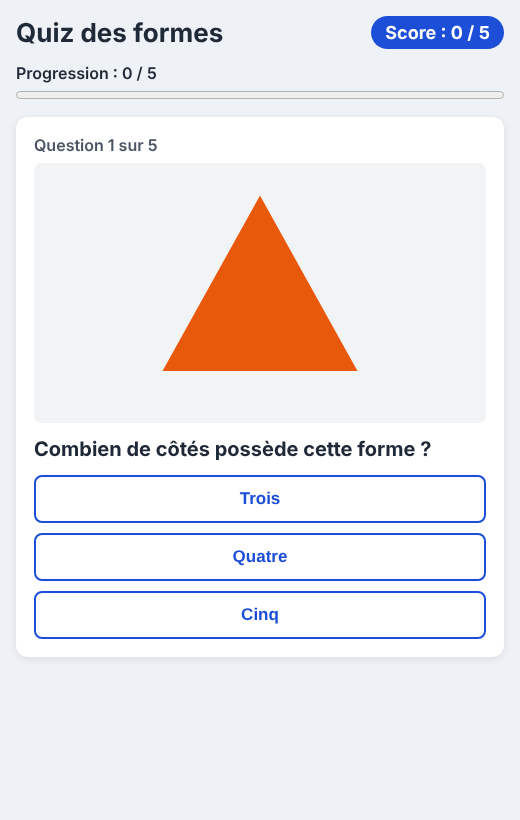 Quiz des formes
Score : 0 / 5
Progression : 0 / 5
Question 1 sur 5
Combien de côtés possède cette forme ?
Trois
Quatre
Cinq